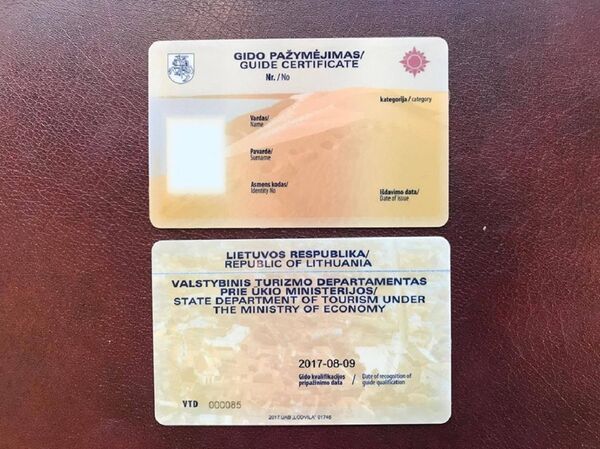 GIDO PAŽYMĖJIMAS/
GUIDE CERTIFICATE
Nr. / No
kategorija / category
Vardas/
Name
Pavardė/
Surname
Asmens kodas/
Identity No
Išdavimo data/
Date of issue
LIETUVOS RESPUBLIKA/
REPUBLIC OF LITHUANIA
VALSTYBINIS TURIZMO DEPARTAMENTAS
PRIE ŪKIO MINISTERIJOS/
STATE DEPARTMENT OF TOURISM UNDER
THE MINISTRY OF ECONOMY
2017-08-09
Gido kvalifikacijos
pripažinimo data
/ Date of recognition of
guide qualification
VTD 000085
2017. UAB „LODVILA“ 01746